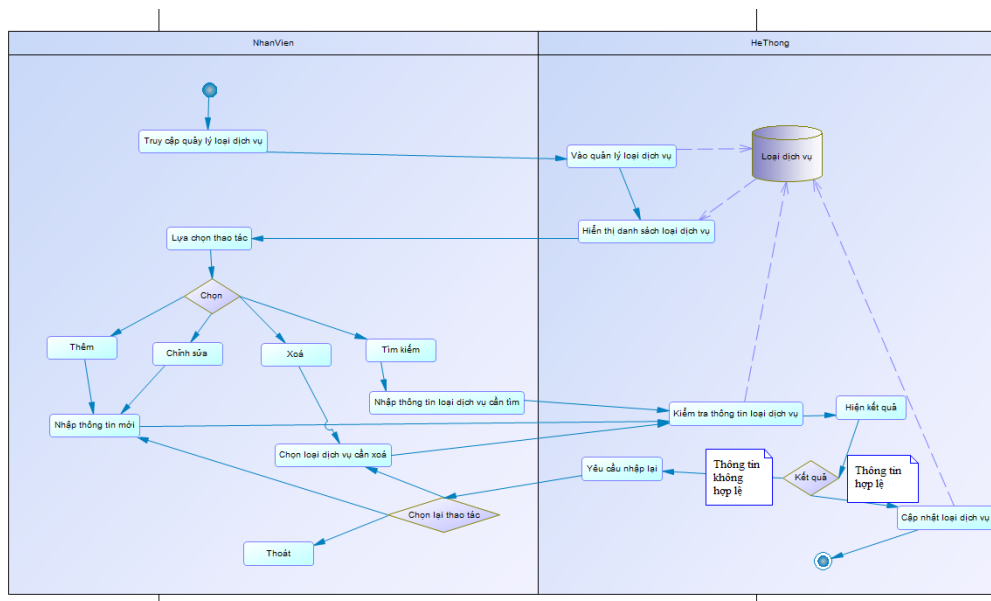 NhanVien
HeThong
Truy cập quầy lý loại dịch vụ
Vào quản lý loại dịch vụ
Loại dịch vụ
Hiển thị danh sách loại dịch vụ
Lựa chọn thao tác
Chọn
Thêm
Chỉnh sửa
Xoá
Tìm kiếm
Nhập thông tin loại dịch vụ cần tìm
Nhập thông tin mới
Kiểm tra thông tin loại dịch vụ
Hiện kết quả
Chọn loại dịch vụ cần xoá
Yêu cầu nhập lại
Thông tin
không
hợp lệ
Kết quả
Thông tin
hợp lệ
Chọn lại thao tác
Cập nhật loại dịch vụ
Thoát